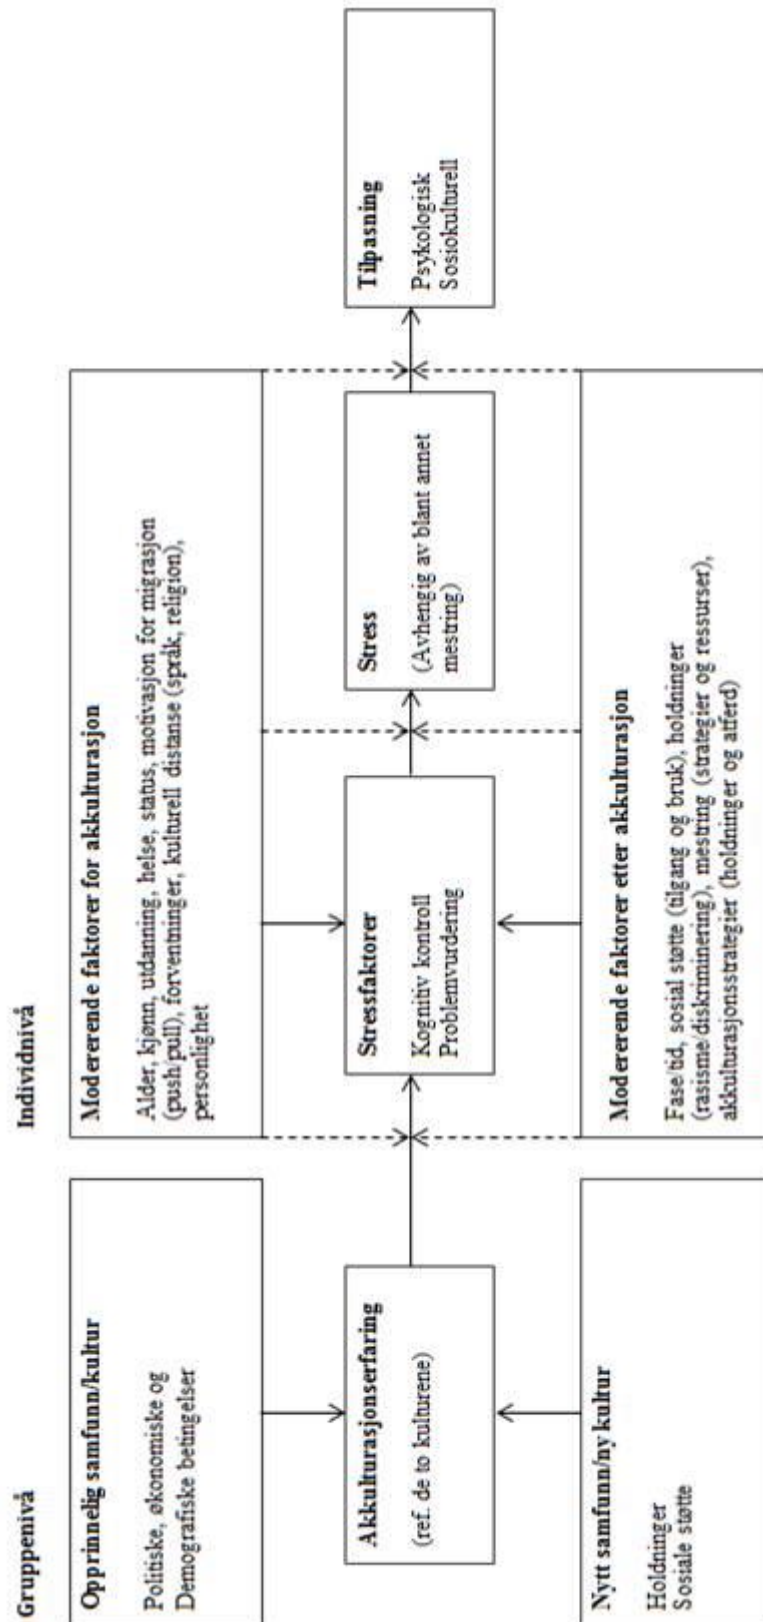 Gruppenivå
Individnivå
Opprinnelig samfunn/kultur
Politiske, økonomiske og
Demografiske betingelser
Modererende faktorer for akkulturasjon
Alder, kjønn, utdanning, helse, status, motivasjon for migrasjon
(push/pull), forventninger, kulturell distanse (språk, religion),
personlighet
Akkulturasjonserfaring
(ref. de to kulturene)
Stressfaktorer
Kognitiv kontroll
Problemvurdering
Stress
(Avhengig av blant annet
mestring)
Tilpasning
Psykologisk
Sosiokulturell
Nytt samfunn/ny kultur
Holdninger
Sosiale støtte
Modererende faktorer etter akkulturasjon
Fase/tid, sosial støtte (tilgang og bruk), holdninger
(rasisme/diskriminering), mestring (strategier og ressurser),
akkulturasjonsstrategier (holdninger og atferd)